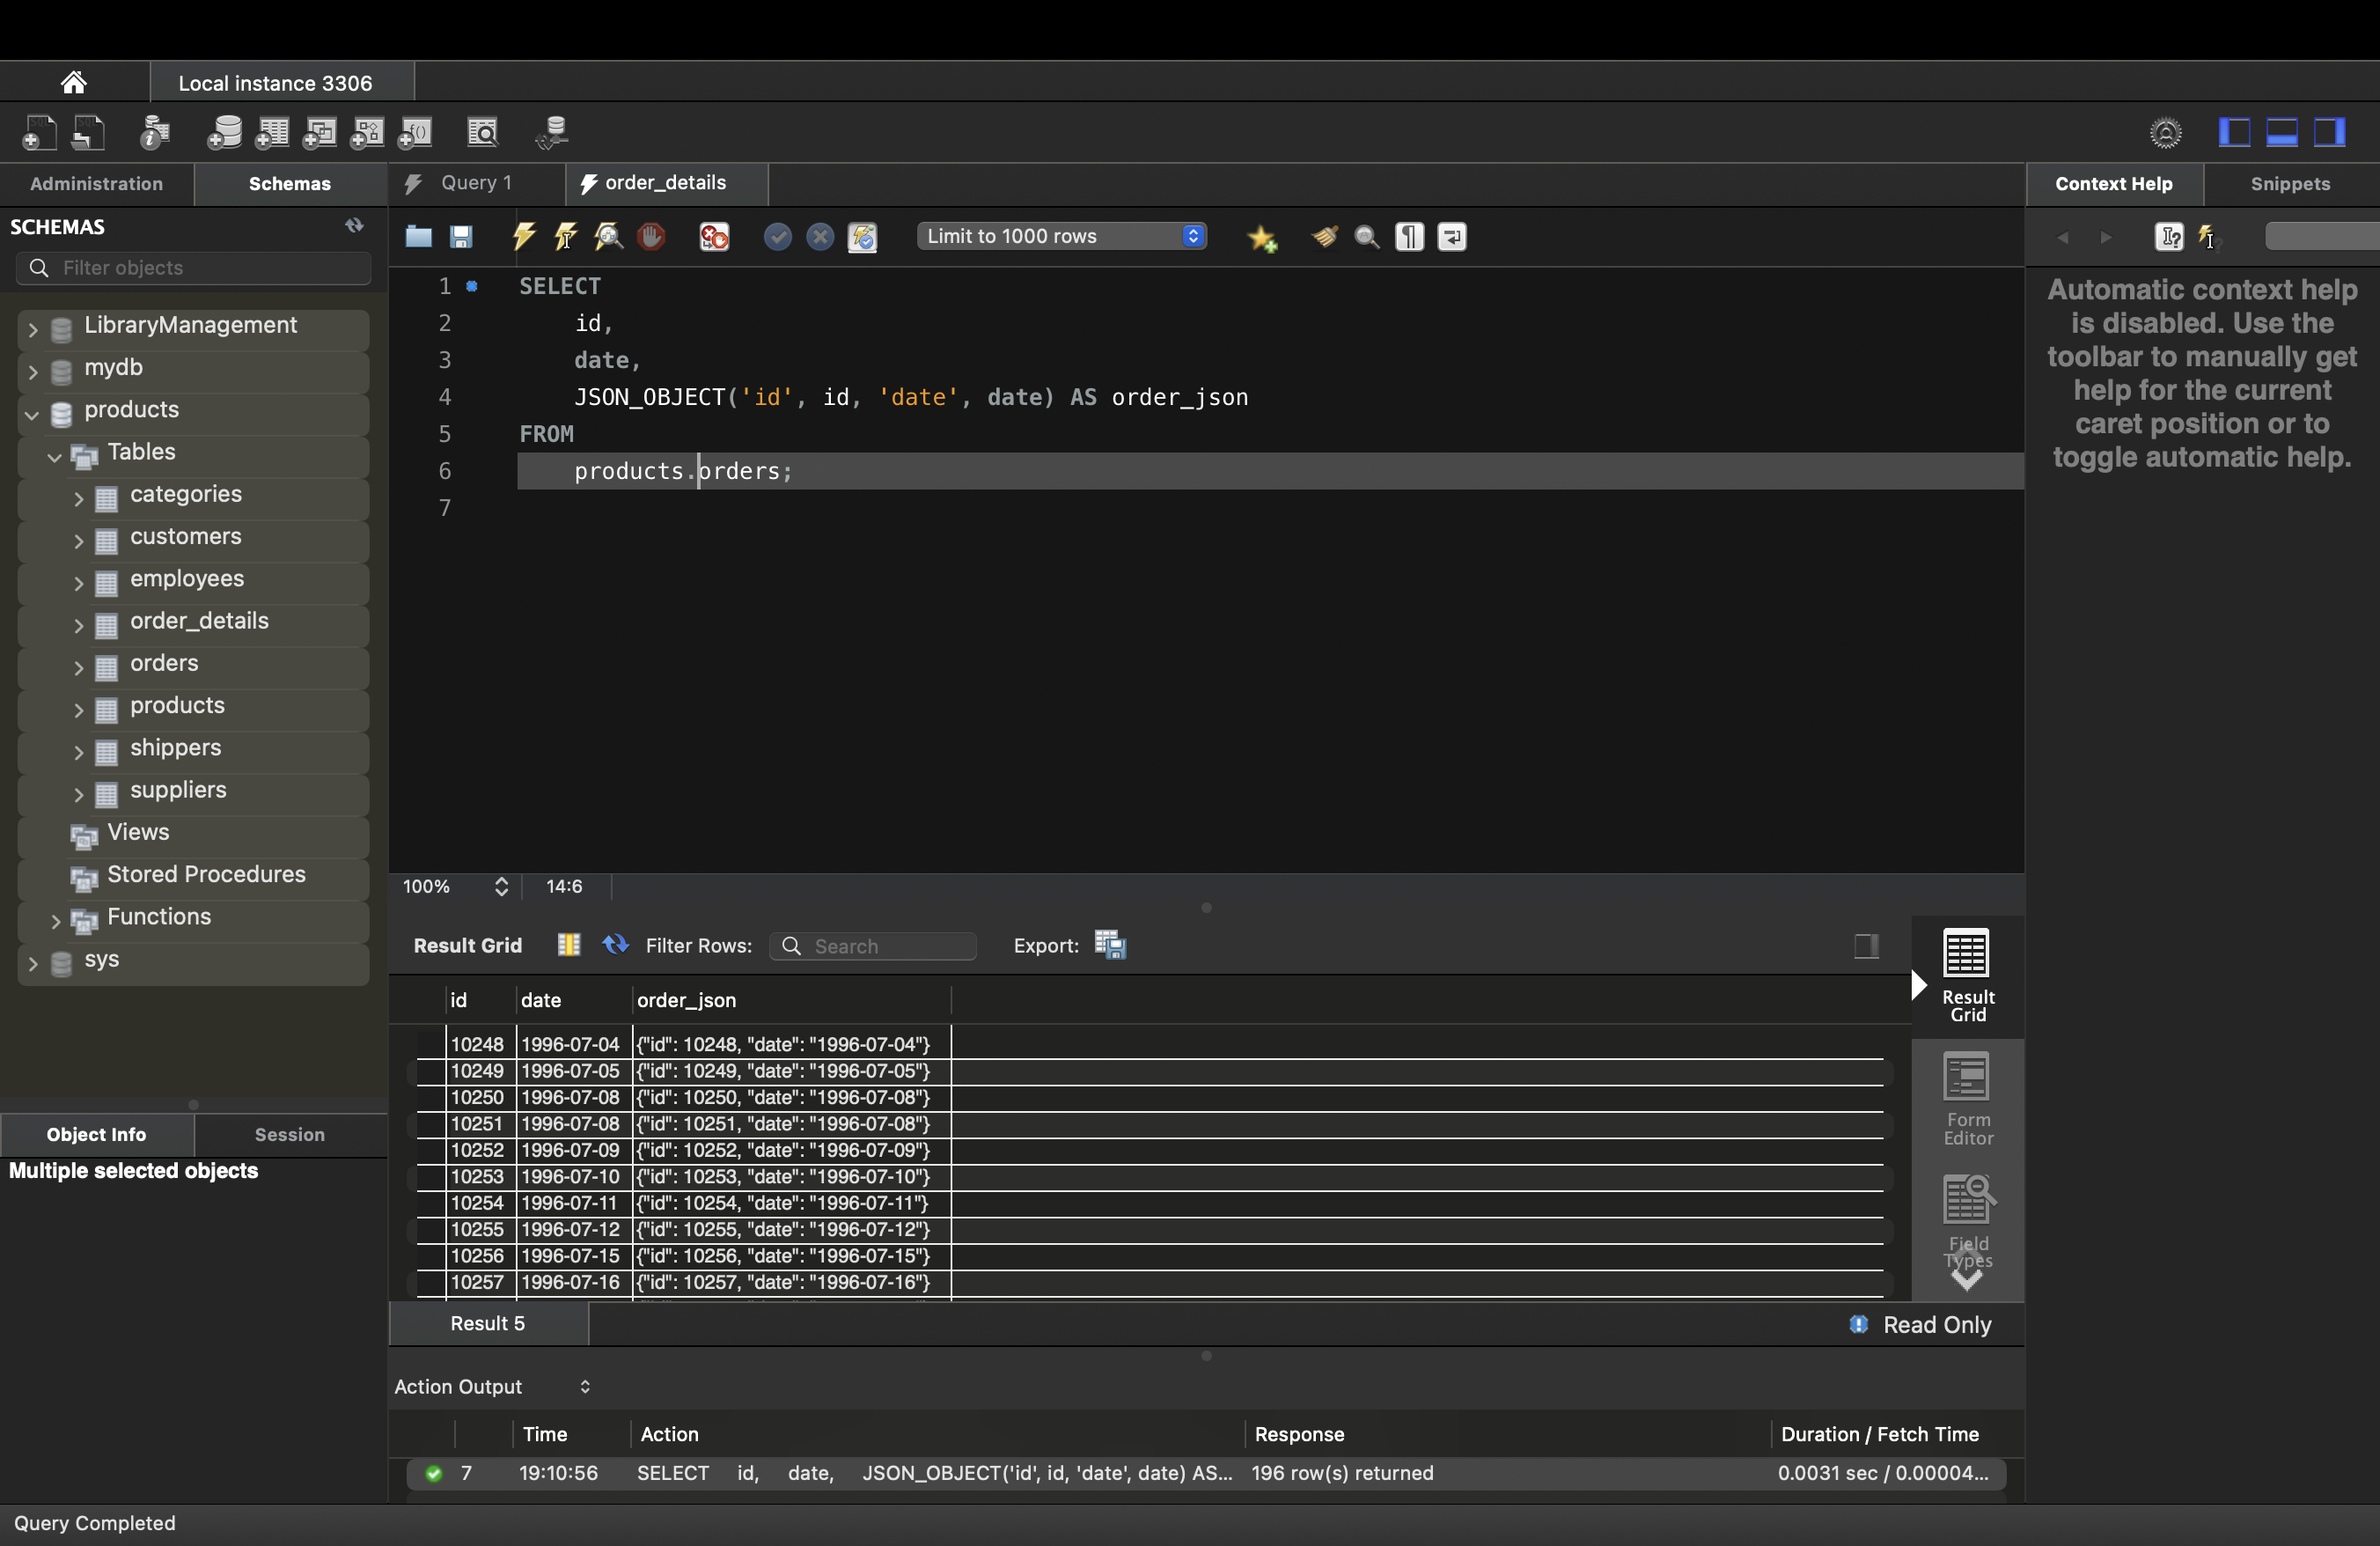 Local instance 3306
Administration
Schemas
Query 1
order_details
Context Help
Snippets
SCHEMAS
Filter objects
Limit to 1000 rows
LibraryManagement
mydb
products
Tables
categories
customers
employees
order_details
orders
products
shippers
suppliers
Views
Stored Procedures
Functions
sys
1 SELECT
2 id,
3 date,
4 JSON_OBJECT('id', id, 'date', date) AS order_json
5 FROM
6 products.orders;
7
Automatic context help
is disabled. Use the
toolbar to manually get
help for the current
caret position or to
toggle automatic help.
100% 14:6
Result Grid Filter Rows: Search Export:
id date order_json
10248 1996-07-04 {"id": 10248, "date": "1996-07-04"}
10249 1996-07-05 {"id": 10249, "date": "1996-07-05"}
10250 1996-07-08 {"id": 10250, "date": "1996-07-08"}
10251 1996-07-08 {"id": 10251, "date": "1996-07-08"}
10252 1996-07-09 {"id": 10252, "date": "1996-07-09"}
10253 1996-07-10 {"id": 10253, "date": "1996-07-10"}
10254 1996-07-11 {"id": 10254, "date": "1996-07-11"}
10255 1996-07-12 {"id": 10255, "date": "1996-07-12"}
10256 1996-07-15 {"id": 10256, "date": "1996-07-15"}
10257 1996-07-16 {"id": 10257, "date": "1996-07-16"}
Result
Grid
Form
Editor
Field
Types
Result 5
Read Only
Object Info
Session
Multiple selected objects
Action Output
Time Action Response Duration / Fetch Time
7 19:10:56 SELECT id, date, JSON_OBJECT('id', id, 'date', date) AS... 196 row(s) returned 0.0031 sec / 0.00004...
Query Completed